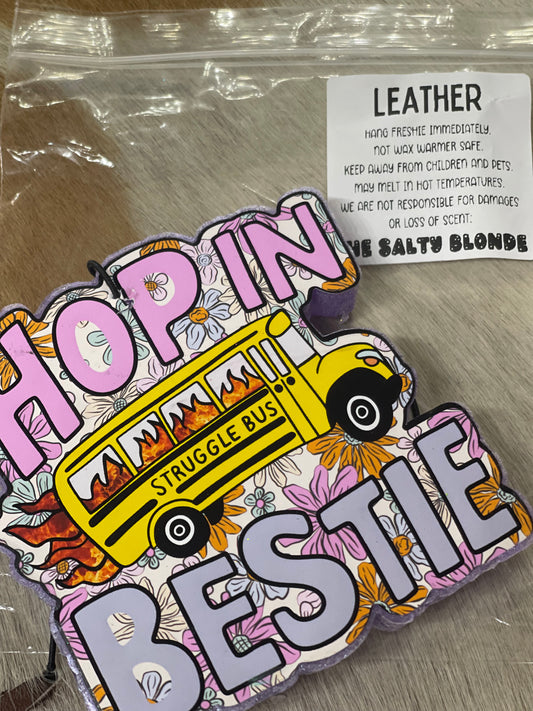 LEATHER
HANG FRESHIE IMMEDIATELY.
NOT WAX WARMER SAFE.
KEEP AWAY FROM CHILDREN AND PETS.
MAY MELT IN HOT TEMPERATURES.
WE ARE NOT RESPONSIBLE FOR DAMAGES
OR LOSS OF SCENT:
THE SALTY BLONDE
HOP IN
STRUGGLE BUS
BESTIE